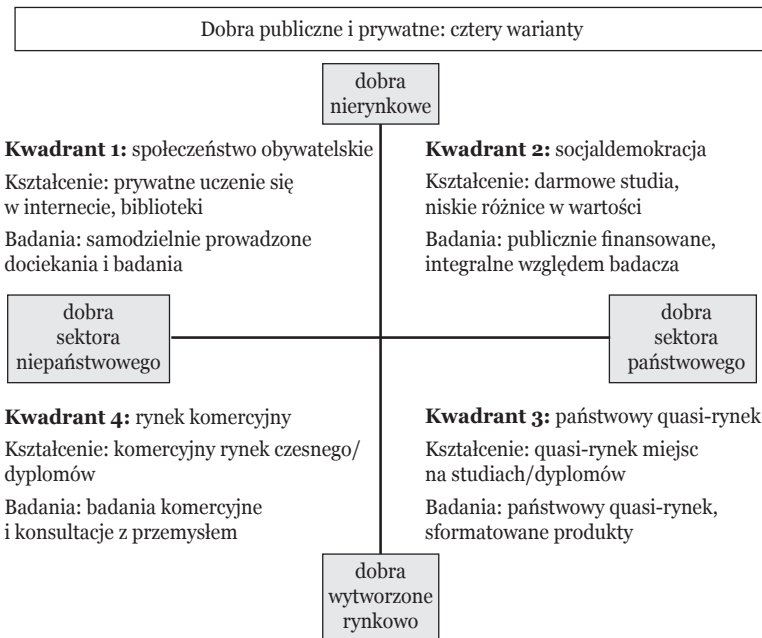 Dobra publiczne i prywatne: cztery warianty
dobra
nierynkowe
Kwadrant 1: społeczeństwo obywatelskie
Kształcenie: prywatne uczenie się
w internecie, biblioteki
Badania: samodzielnie prowadzone
dociekania i badania
Kwadrant 2: socjaldemokracja
Kształcenie: darmowe studia,
niskie różnice w wartości
Badania: publicznie finansowane,
integralne względem badacza
dobra
sektora
niepaństwowego
dobra
sektora
państwowego
Kwadrant 4: rynek komercyjny
Kształcenie: komercyjny rynek czesnego/
dyplomów
Badania: badania komercyjne
i konsultacje z przemysłem
Kwadrant 3: państwowy quasi-rynek
Kształcenie: quasi-rynek miejsc
na studiach/dyplomów
Badania: państwowy quasi-rynek,
sformatowane produkty
dobra
wytworzone
rynkowo